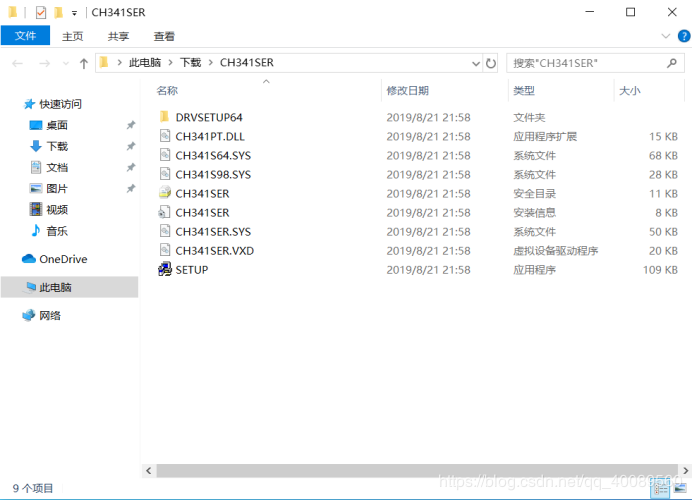 CH341SER
文件 主页 共享 查看
此电脑 下载 CH341SER 搜索"CH341SER"
名称 修改日期 类型 大小
快速访问
桌面
下载
文档
图片
视频
音乐
OneDrive
此电脑
网络
DRVSETUP64 2019/8/21 21:58 文件夹
CH341PT.DLL 2019/8/21 21:58 应用程序扩展 15 KB
CH341S64.SYS 2019/8/21 21:58 系统文件 68 KB
CH341S98.SYS 2019/8/21 21:58 系统文件 28 KB
CH341SER 2019/8/21 21:58 安全目录 11 KB
CH341SER 2019/8/21 21:58 安装信息 8 KB
CH341SER.SYS 2019/8/21 21:58 系统文件 50 KB
CH341SER.VXD 2019/8/21 21:58 虚拟设备驱动程序 20 KB
SETUP 2019/8/21 21:58 应用程序 109 KB
9 个项目